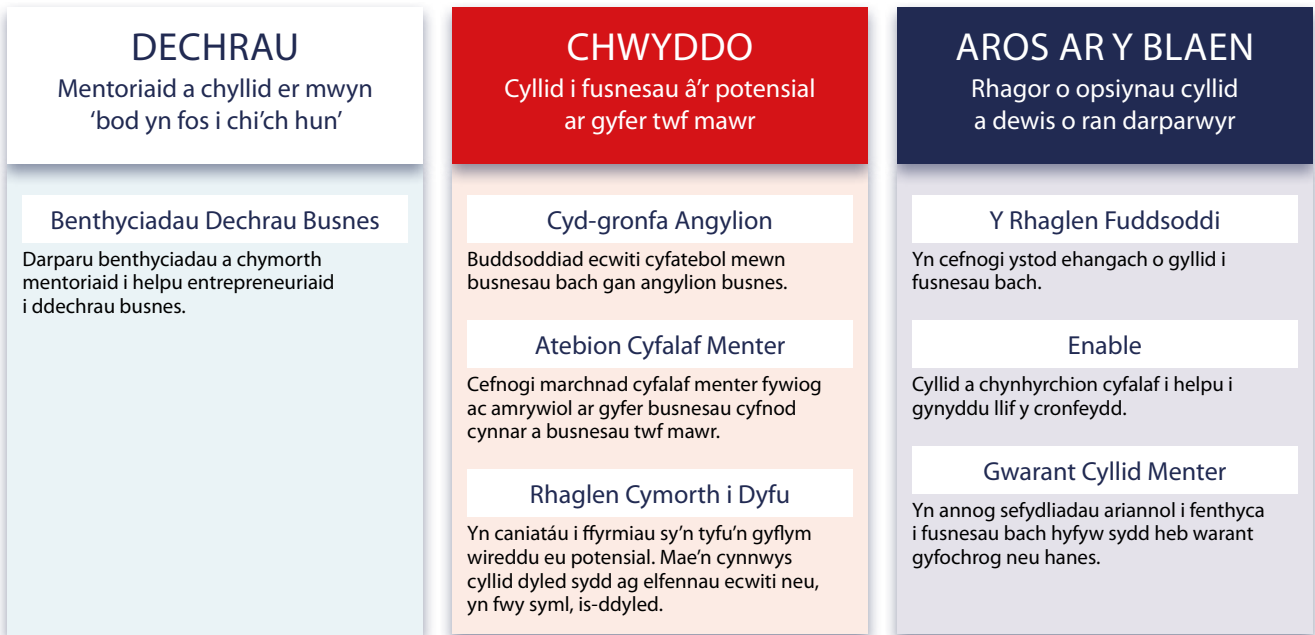 DECHRAU
Mentoriaid a chyllid er mwyn
‘bod yn fos i chi’ch hun’
Benthyciadau Dechrau Busnes
Darparu benthyciadau a chymorth
mentoriaid i helpu entrepreneuriaid
i ddechrau busnes.
CHWYDDO
Cyllid i fusnesau â’r potensial
ar gyfer twf mawr
Cyd-gronfa Angylion
Buddsoddiad ecwiti cyfatebol mewn
busnesau bach gan angylion busnes.
Atebion Cyfalaf Menter
Cefnogi marchnad cyfalaf menter fywiog
ac amrywiol ar gyfer busnesau cyfnod
cynnar a busnesau twf mawr.
Rhaglen Cymorth i Dyfu
Yn caniatáu i ffyrmiau sy’n tyfu’n gyflym
wireddu eu potensial. Mae’n cynnwys
cyllid dyled sydd ag elfennau ecwiti neu,
yn fwy syml, is-ddyled.
AROS AR Y BLAEN
Rhagor o opsiynau cyllid
a dewis o ran darparwyr
Y Rhaglen Fuddsoddi
Yn cefnogi ystod ehangach o gyllid i
fusnesau bach.
Enable
Cyllid a chynhyrchion cyfalaf i helpu i
gynyddu llif y cronfeydd.
Gwarant Cyllid Menter
Yn annog sefydliadau ariannol i fenthyca
i fusnesau bach hyfyw sydd heb warant
gyfochrog neu hanes.